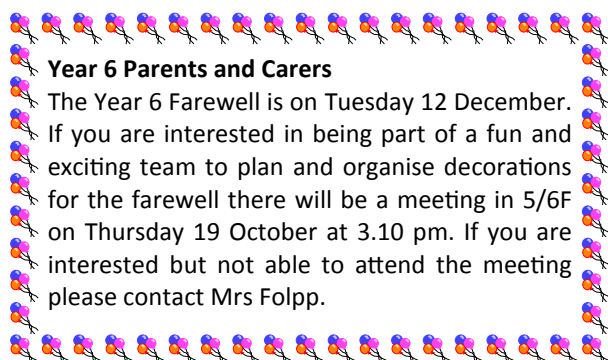 Year 6 Parents and Carers
The Year 6 Farewell is on Tuesday 12 December.
If you are interested in being part of a fun and
exciting team to plan and organise decorations
for the farewell there will be a meeting in 5/6F
on Thursday 19 October at 3.10 pm. If you are
interested but not able to attend the meeting
please contact Mrs Folpp.